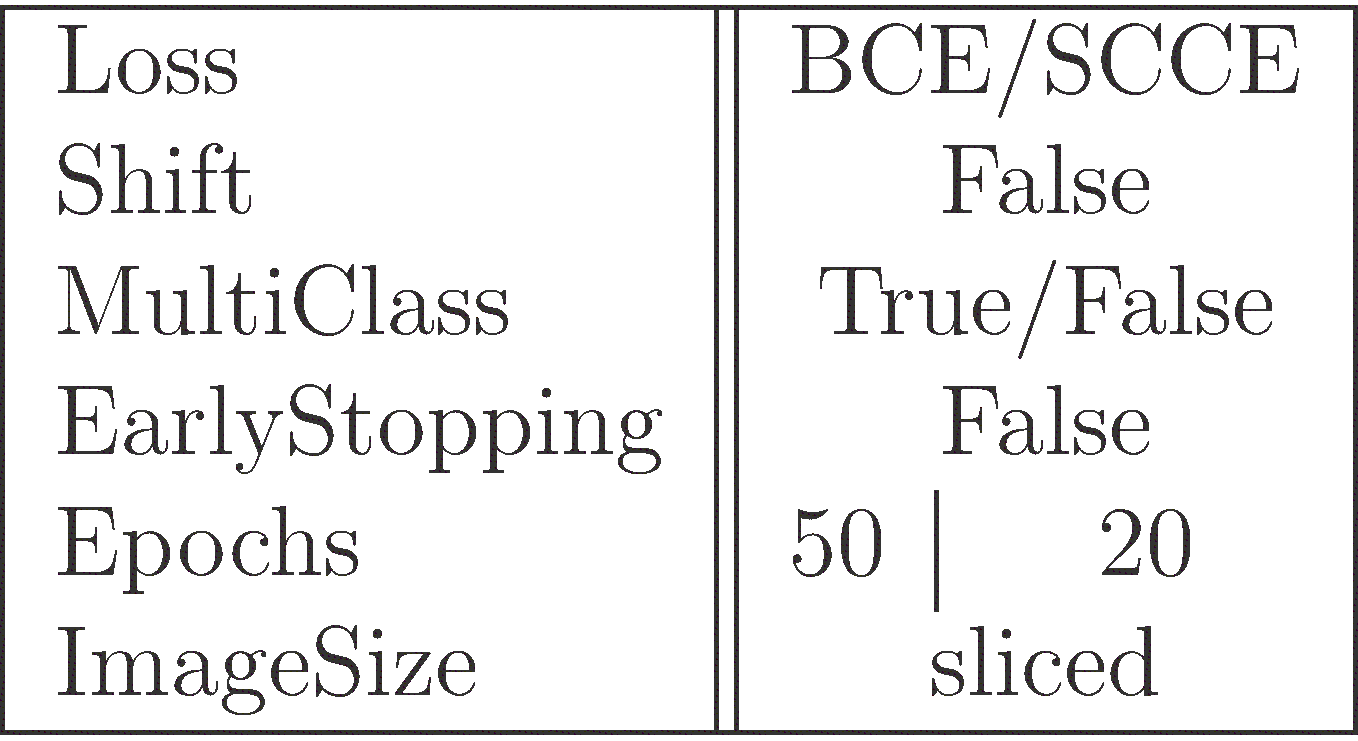 Loss BCE/SCCE
Shift False
MultiClass True/False
EarlyStopping False
Epochs 50 | 20
ImageSize sliced